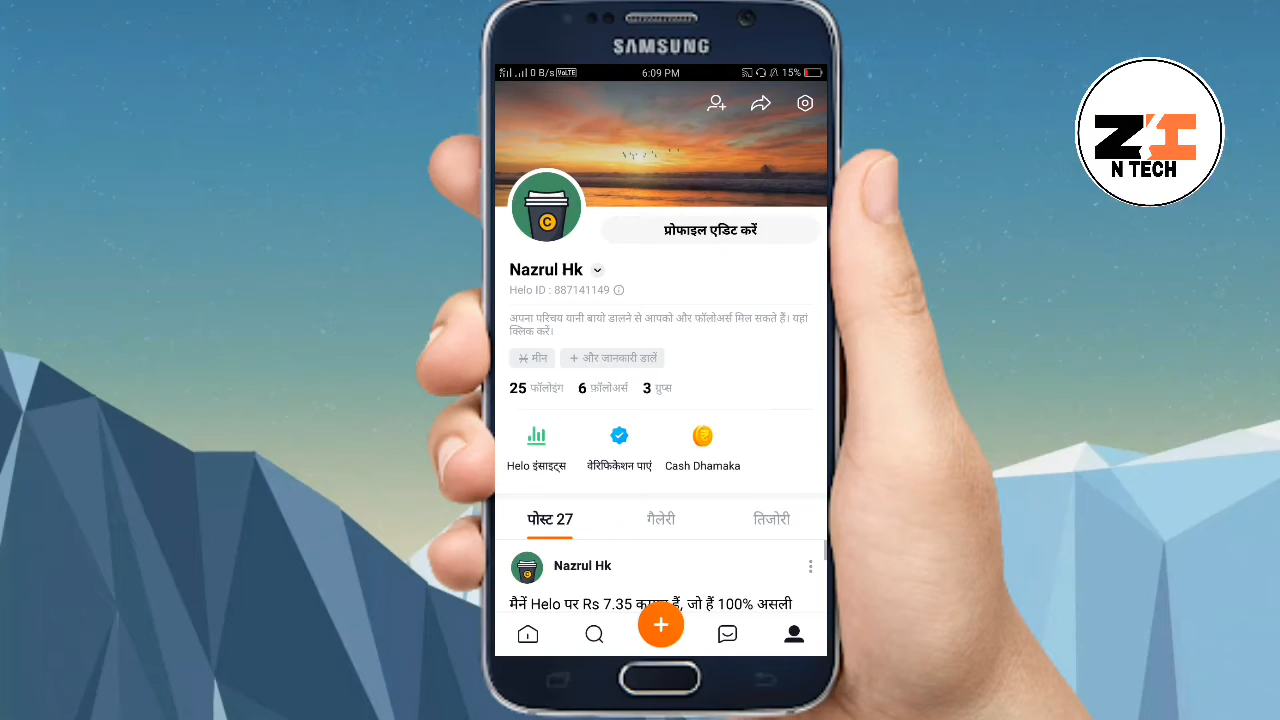 SAMSUNG
0 B/s VoLTE 6:09 PM 15%
प्रोफाइल एडिट करें
Nazrul Hk
Helo ID : 887141149
अपना परिचय यानी बायो डालने से आपको और फॉलोअर्स मिल सकते हैं। यहां
क्लिक करें।
मीन + और जानकारी डालें
25 फॉलोइंग 6 फ़ॉलोअर्स 3 ग्रुप्स
Helo इंसाइट्स वेरिफिकेशन पाएं Cash Dhamaka
पोस्ट 27 गैलेरी तिजोरी
Nazrul Hk
मैनें Helo पर Rs 7.35 हैं, जो हैं 100% असली
ZI
N TECH